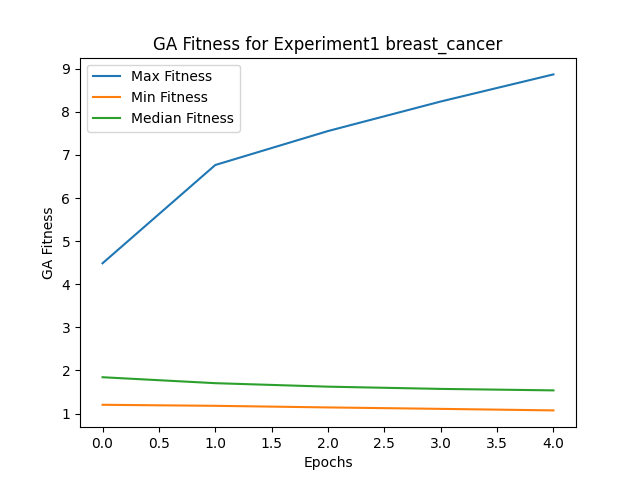 GA Fitness for Experiment1 breast_cancer
Max Fitness
Min Fitness
Median Fitness
9
8
7
6
5
4
3
2
1
GA Fitness
0.0 0.5 1.0 1.5 2.0 2.5 3.0 3.5 4.0
Epochs